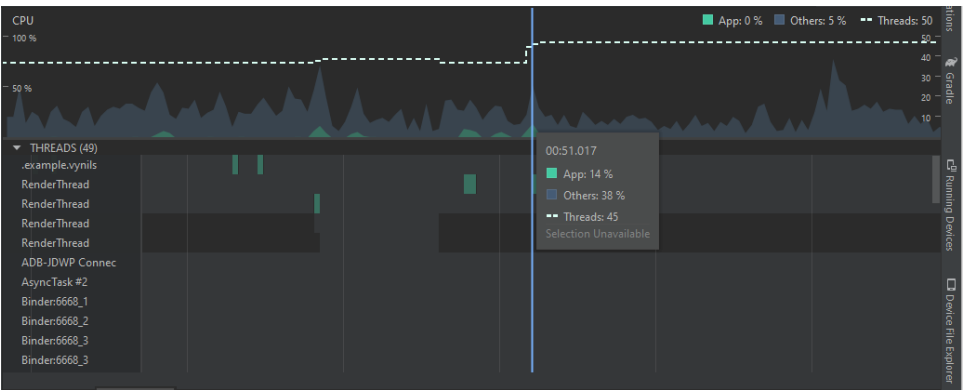 CPU
App: 0 %
Others: 5 %
Threads: 50
100 %
50 %
50
40
30
20
10
THREADS (49)
.example.vynils
RenderThread
RenderThread
RenderThread
RenderThread
ADB-JDWP Connec
AsyncTask #2
Binder:6668_1
Binder:6668_2
Binder:6668_3
Binder:6668_3
00:51.017
App: 14 %
Others: 38 %
Threads: 45
Selection Unavailable
ations
Gradle
Running Devices
Device File Explorer